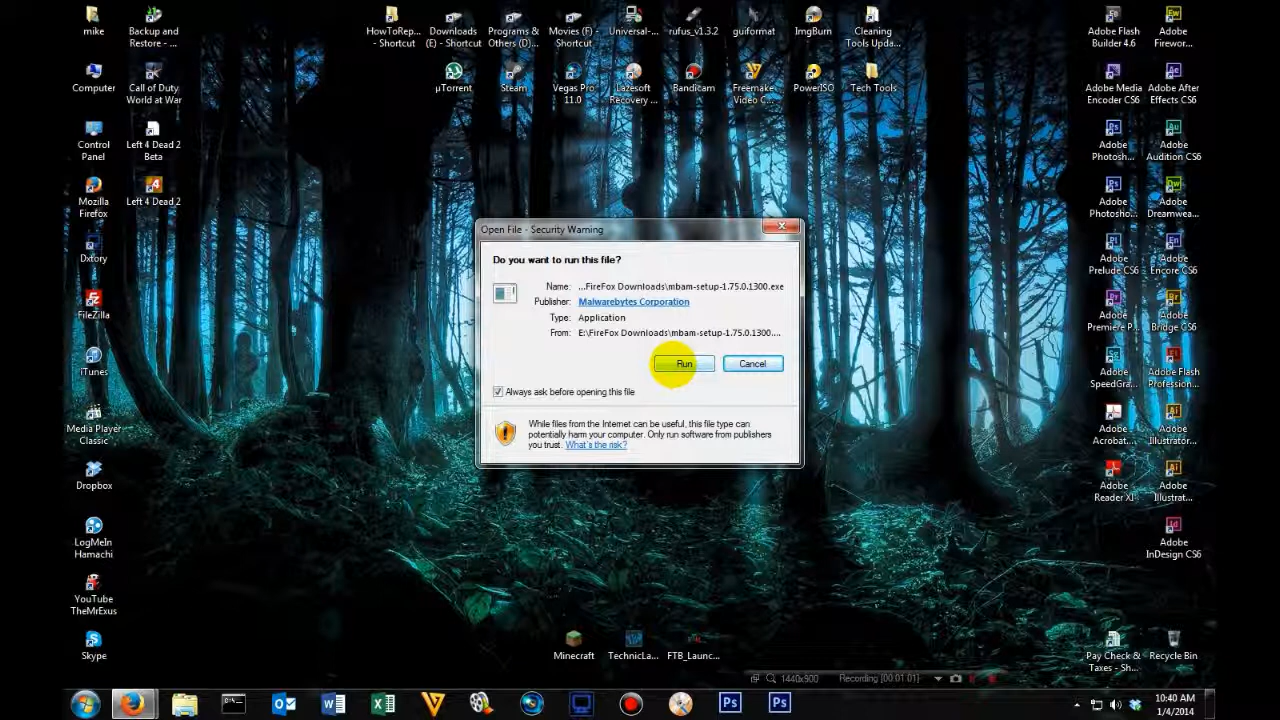 mike
Backup and
Restore - ...
HowToRep...
- Shortcut
Downloads
(E) - Shortcut
Programs &
Others (D)...
Movies (F) -
Shortcut
Universal-...
rufus_v1.3.2
guiformat
ImgBurn
Cleaning
Tools Upda...
Adobe Flash
Builder 4.6
Adobe
Firewor...
Computer
Call of Duty
World at War
µTorrent
Steam
Vegas Pro
11.0
Lazesoft
Recovery ...
Bandicam
Freemake
Video C...
PowerISO
Tech Tools
Adobe Media
Encoder CS6
Adobe After
Effects CS6
Control
Panel
Left 4 Dead 2
Beta
Adobe
Photosh...
Adobe
Audition CS6
Mozilla
Firefox
Left 4 Dead 2
Adobe
Photosho...
Adobe
Dreamwea...
Dxtory
Adobe
Prelude CS6
Adobe
Encore CS6
FileZilla
Adobe
Premiere P...
Adobe
Bridge CS6
iTunes
Adobe
SpeedGra...
Adobe Flash
Profession...
Media Player
Classic
Adobe
Acrobat...
Adobe
Illustrator...
Dropbox
Adobe
Reader XI
Adobe
Illustrat...
LogMeIn
Hamachi
Adobe
InDesign CS6
YouTube
TheMrExus
Skype
Minecraft
TechnicLa...
FTB_Launc...
Pay Check &
Taxes - Sh...
Recycle Bin
Open File - Security Warning
Do you want to run this file?
Name: ...FireFox Downloads\mbam-setup-1.75.0.1300.exe
Publisher: Malwarebytes Corporation
Type: Application
From: E:\FireFox Downloads\mbam-setup-1.75.0.1300....
Run
Cancel
Always ask before opening this file
While files from the Internet can be useful, this file type can
potentially harm your computer. Only run software from publishers
you trust. What's the risk?
1440x900
Recording [00:01:01]
10:40 AM
1/4/2014